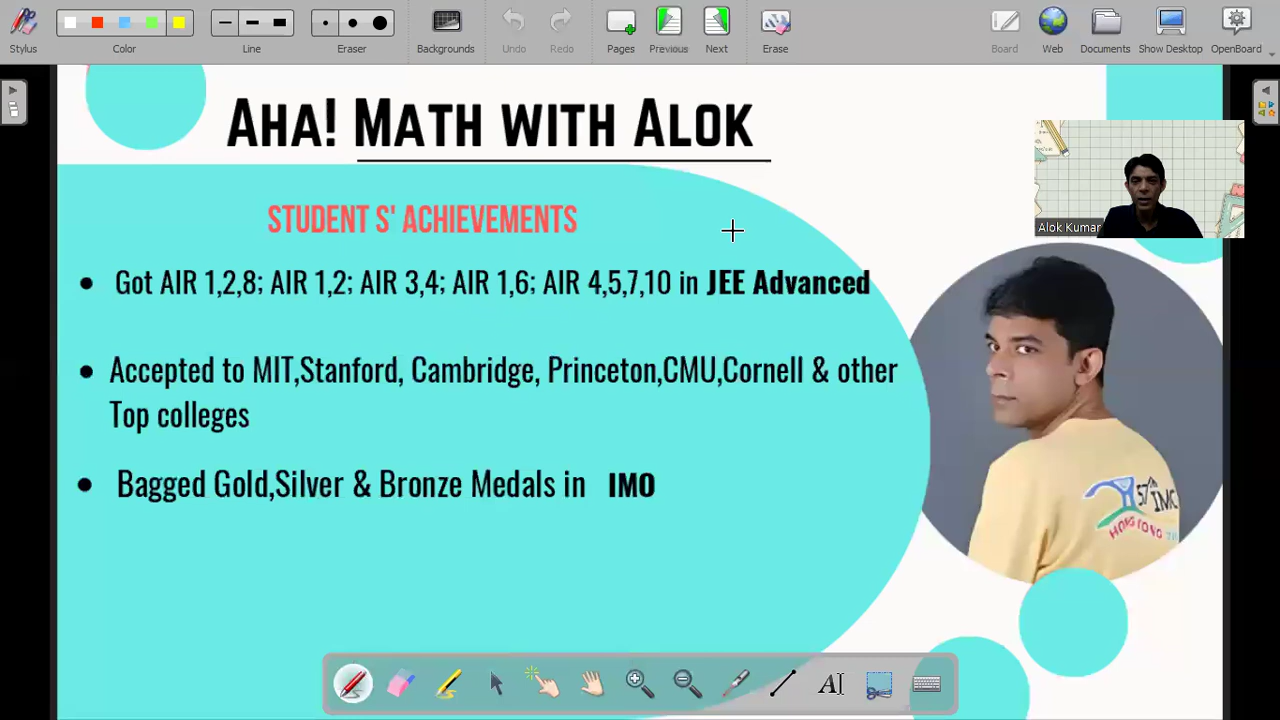 Stylus
Color
Line
Eraser
Backgrounds
Undo
Redo
Pages
Previous
Next
Erase
Board
Web
Documents
Show Desktop
OpenBoard
AHA! MATH WITH ALOK
STUDENT S' ACHIEVEMENTS
Alok Kumar
• Got AIR 1,2,8; AIR 1,2; AIR 3,4; AIR 1,6; AIR 4,5,7,10 in JEE Advanced
• Accepted to MIT,Stanford, Cambridge, Princeton,CMU,Cornell & other
Top colleges
• Bagged Gold,Silver & Bronze Medals in IMO
57th IMO
HONG KONG
AI